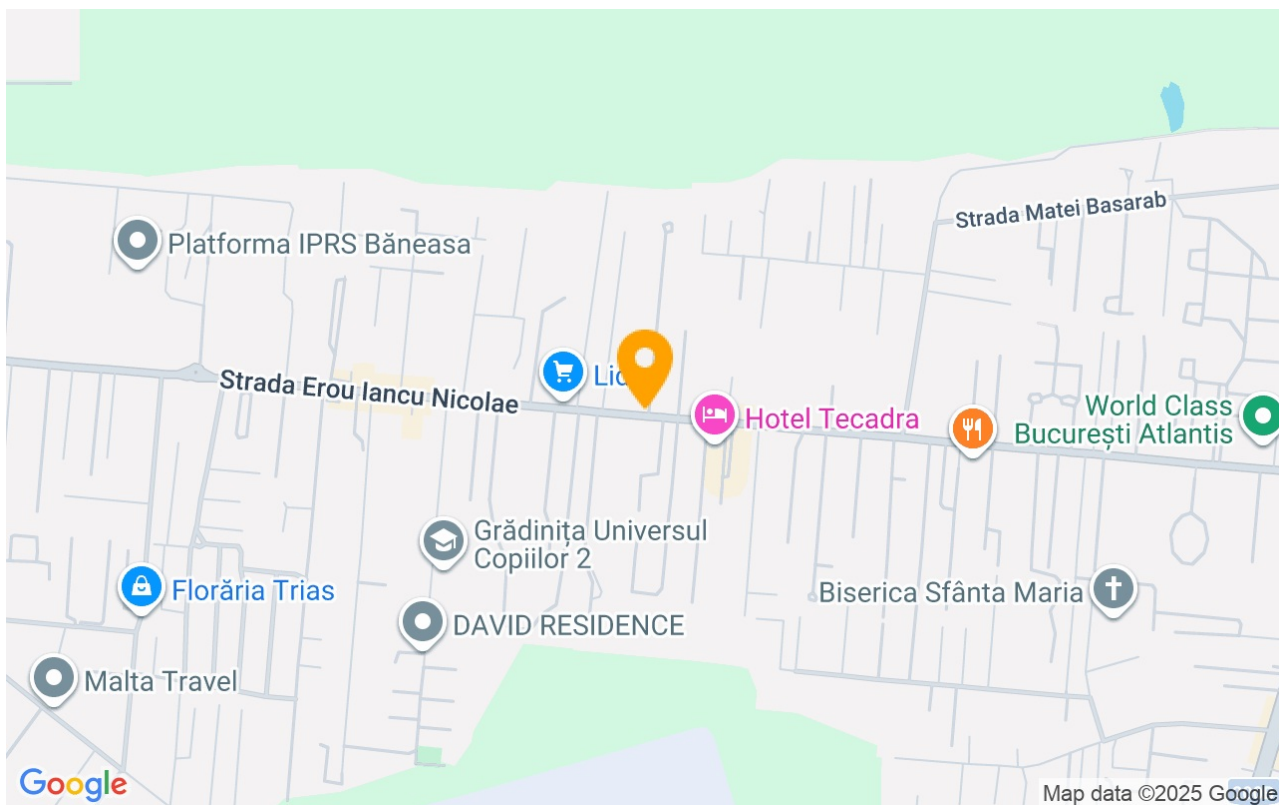 Strada Matei Basarab
Platforma IPRS Băneasa
Strada Erou Iancu Nicolae
Hotel Tecadra
World Class
București Atlantis
Grădinița Universul
Copiilor 2
Florăria Trias
Biserica Sfânta Maria
DAVID RESIDENCE
Malta Travel
Google
Map data ©2025 Google